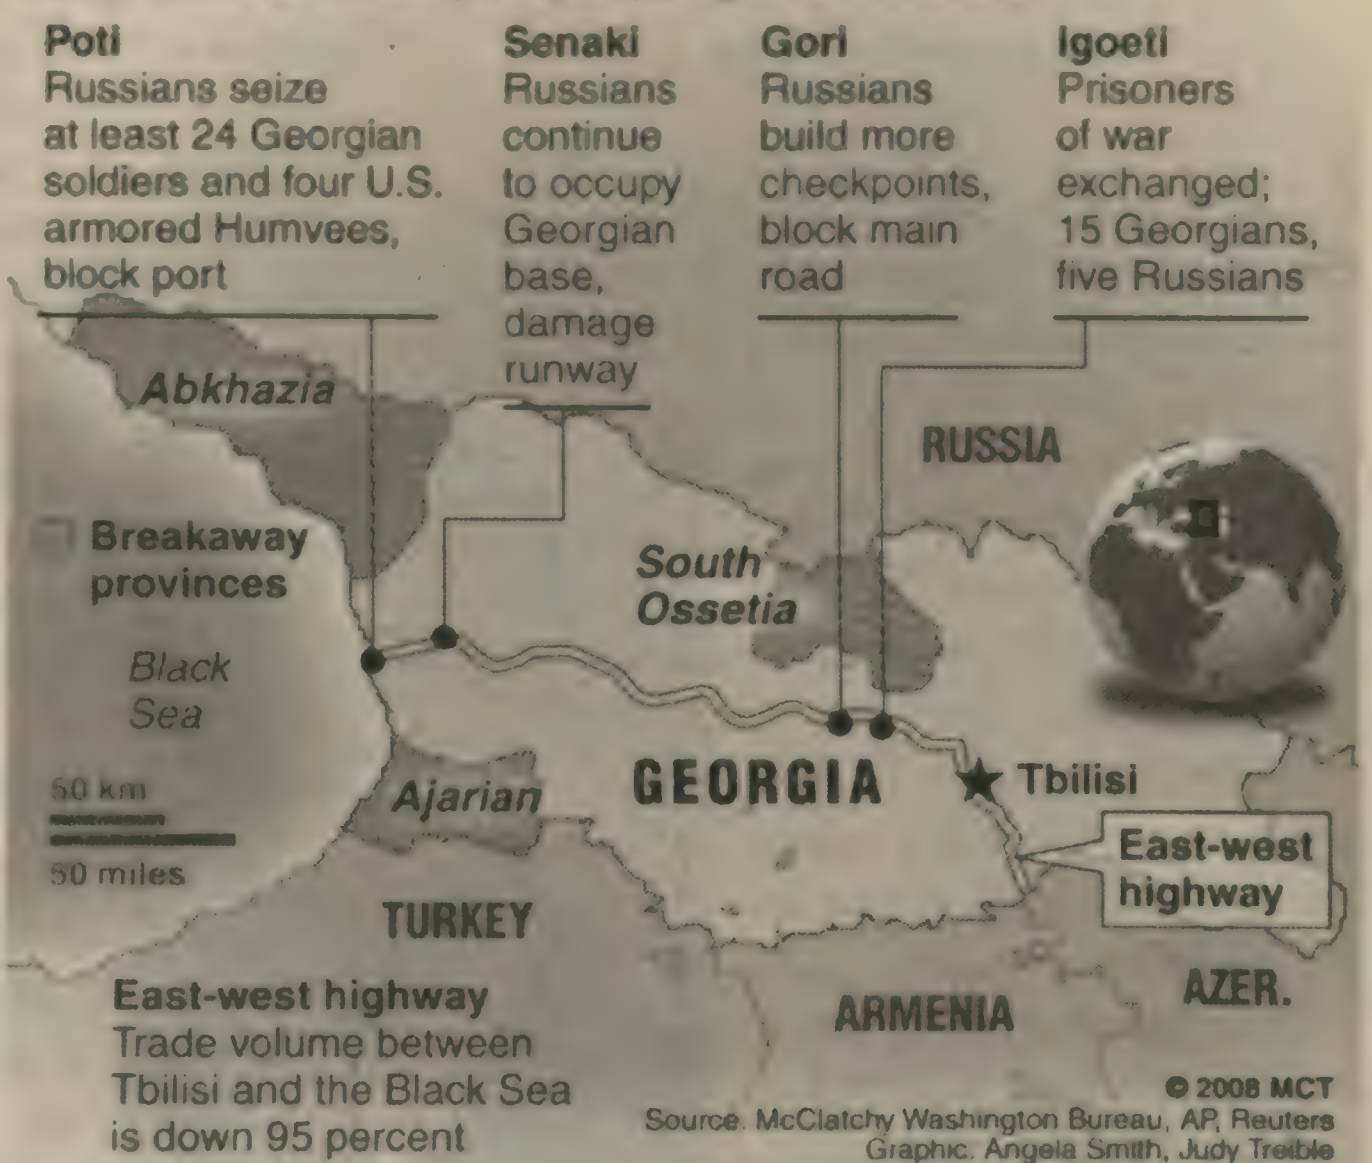 Poti
Russians seize
at least 24 Georgian
soldiers and four U.S.
armored Humvees,
block port
Senaki
Russians
continue
to occupy
Georgian
base,
damage
runway
Gori
Russians
build more
checkpoints,
block main
road
Igoeti
Prisoners
of war
exchanged;
15 Georgians,
five Russians
Abkhazia
RUSSIA
Breakaway
provinces
South
Ossetia
Black
Sea
GEORGIA
Tbilisi
50 km
50 miles
Ajarian
East-west
highway
TURKEY
ARMENIA
AZER.
East-west highway
Trade volume between
Tbilisi and the Black Sea
is down 95 percent
© 2008 MCT
Source. McClatchy Washington Bureau, AP, Reuters
Graphic. Angela Smith, Judy Treible